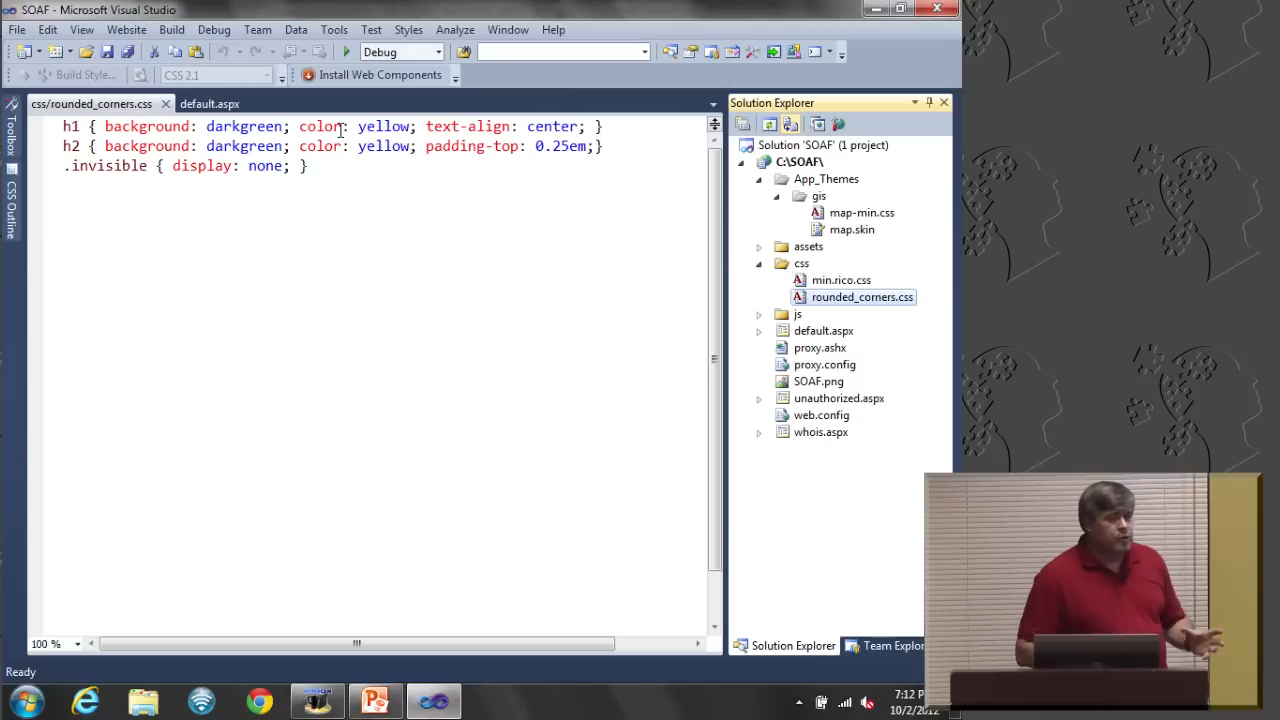 SOAF - Microsoft Visual Studio
File Edit View Website Build Debug Team Data Tools Test Styles Analyze Window Help
Debug
Build Style... CSS 2.1 Install Web Components
css/rounded_corners.css default.aspx
Toolbox
CSS Outline
h1 { background: darkgreen; color: yellow; text-align: center; }
h2 { background: darkgreen; color: yellow; padding-top: 0.25em;}
.invisible { display: none; }
100 %
Solution Explorer
Solution 'SOAF' (1 project)
C:\SOAF\
App_Themes
gis
map-min.css
map.skin
assets
css
min.rico.css
rounded_corners.css
js
default.aspx
proxy.ashx
proxy.config
SOAF.png
unauthorized.aspx
web.config
whois.aspx
Solution Explorer Team Explo
Ready
7:12 PM
10/2/2012